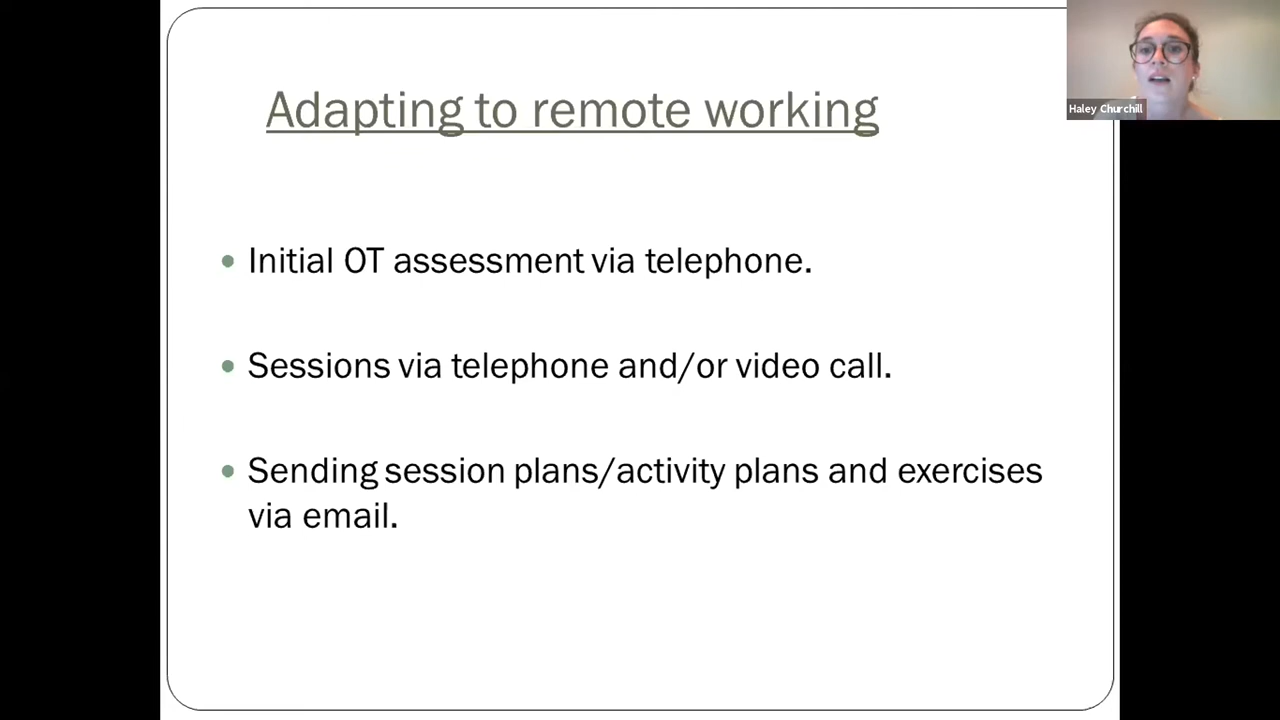 Adapting to remote working
Haley Churchill
Initial OT assessment via telephone.
Sessions via telephone and/or video call.
Sending session plans/activity plans and exercises
via email.